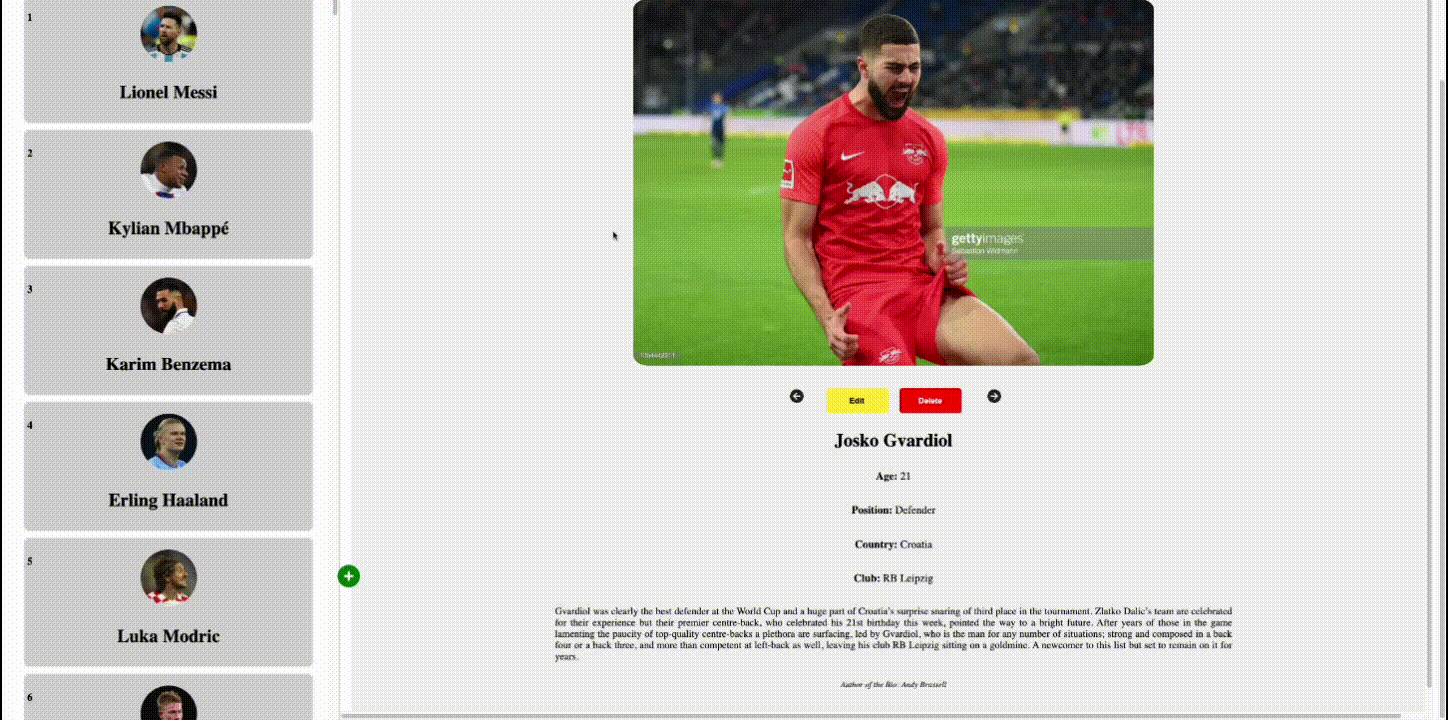 1
Lionel Messi
2
Kylian Mbappé
3
Karim Benzema
4
Erling Haaland
5
Luka Modric
6
gettyimages
Sebastian Widmann
Edit
Delete
Josko Gvardiol
Age: 21
Position: Defender
Country: Croatia
Club: RB Leipzig
Gvardiol was clearly the best defender at the World Cup and a huge part of Croatia's surprise snaring of third place in the tournament. Zlatko Dalic's team are celebrated
for their experience but their premier centre-back, who celebrated his 21st birthday this week, pointed the way to a bright future. After years of those in the game
lamenting the paucity of top-quality centre-backs a plethora are surfacing, led by Gvardiol, who is the man for any number of situations; strong and composed in a back
four or a back three, and more than competent at left-back as well, leaving his club RB Leipzig sitting on a goldmine. A newcomer to this list but set to remain on it for
years.
Author of the Bio: Andy Brassell